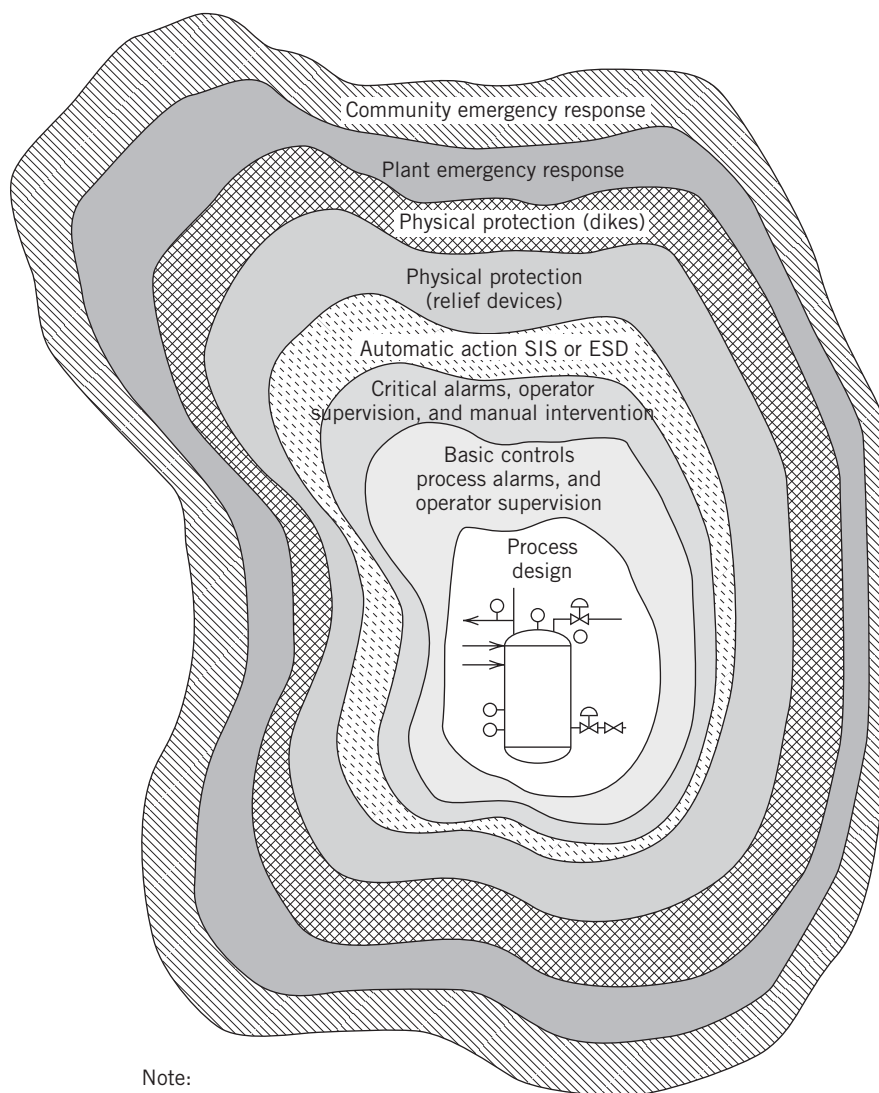 Community emergency response
Plant emergency response
Physical protection (dikes)
Physical protection
(relief devices)
Automatic action SIS or ESD
Critical alarms, operator
supervision, and manual intervention
Basic controls
process alarms, and
operator supervision
Process
design
Note: